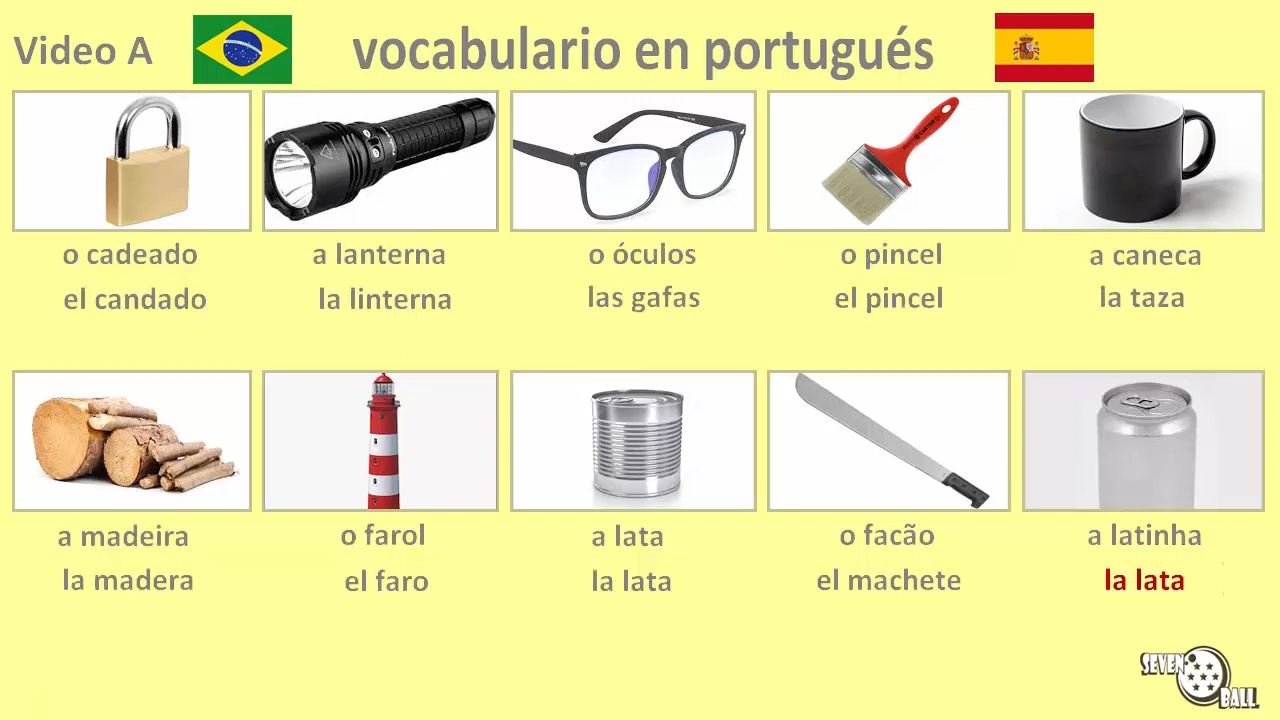 Video A
vocabulario en portugués
o cadeado
el candado
a lanterna
la linterna
o óculos
las gafas
o pincel
el pincel
a caneca
la taza
a madeira
la madera
o farol
el faro
a lata
la lata
o facão
el machete
a latinha
la lata
SEVEN
BALL